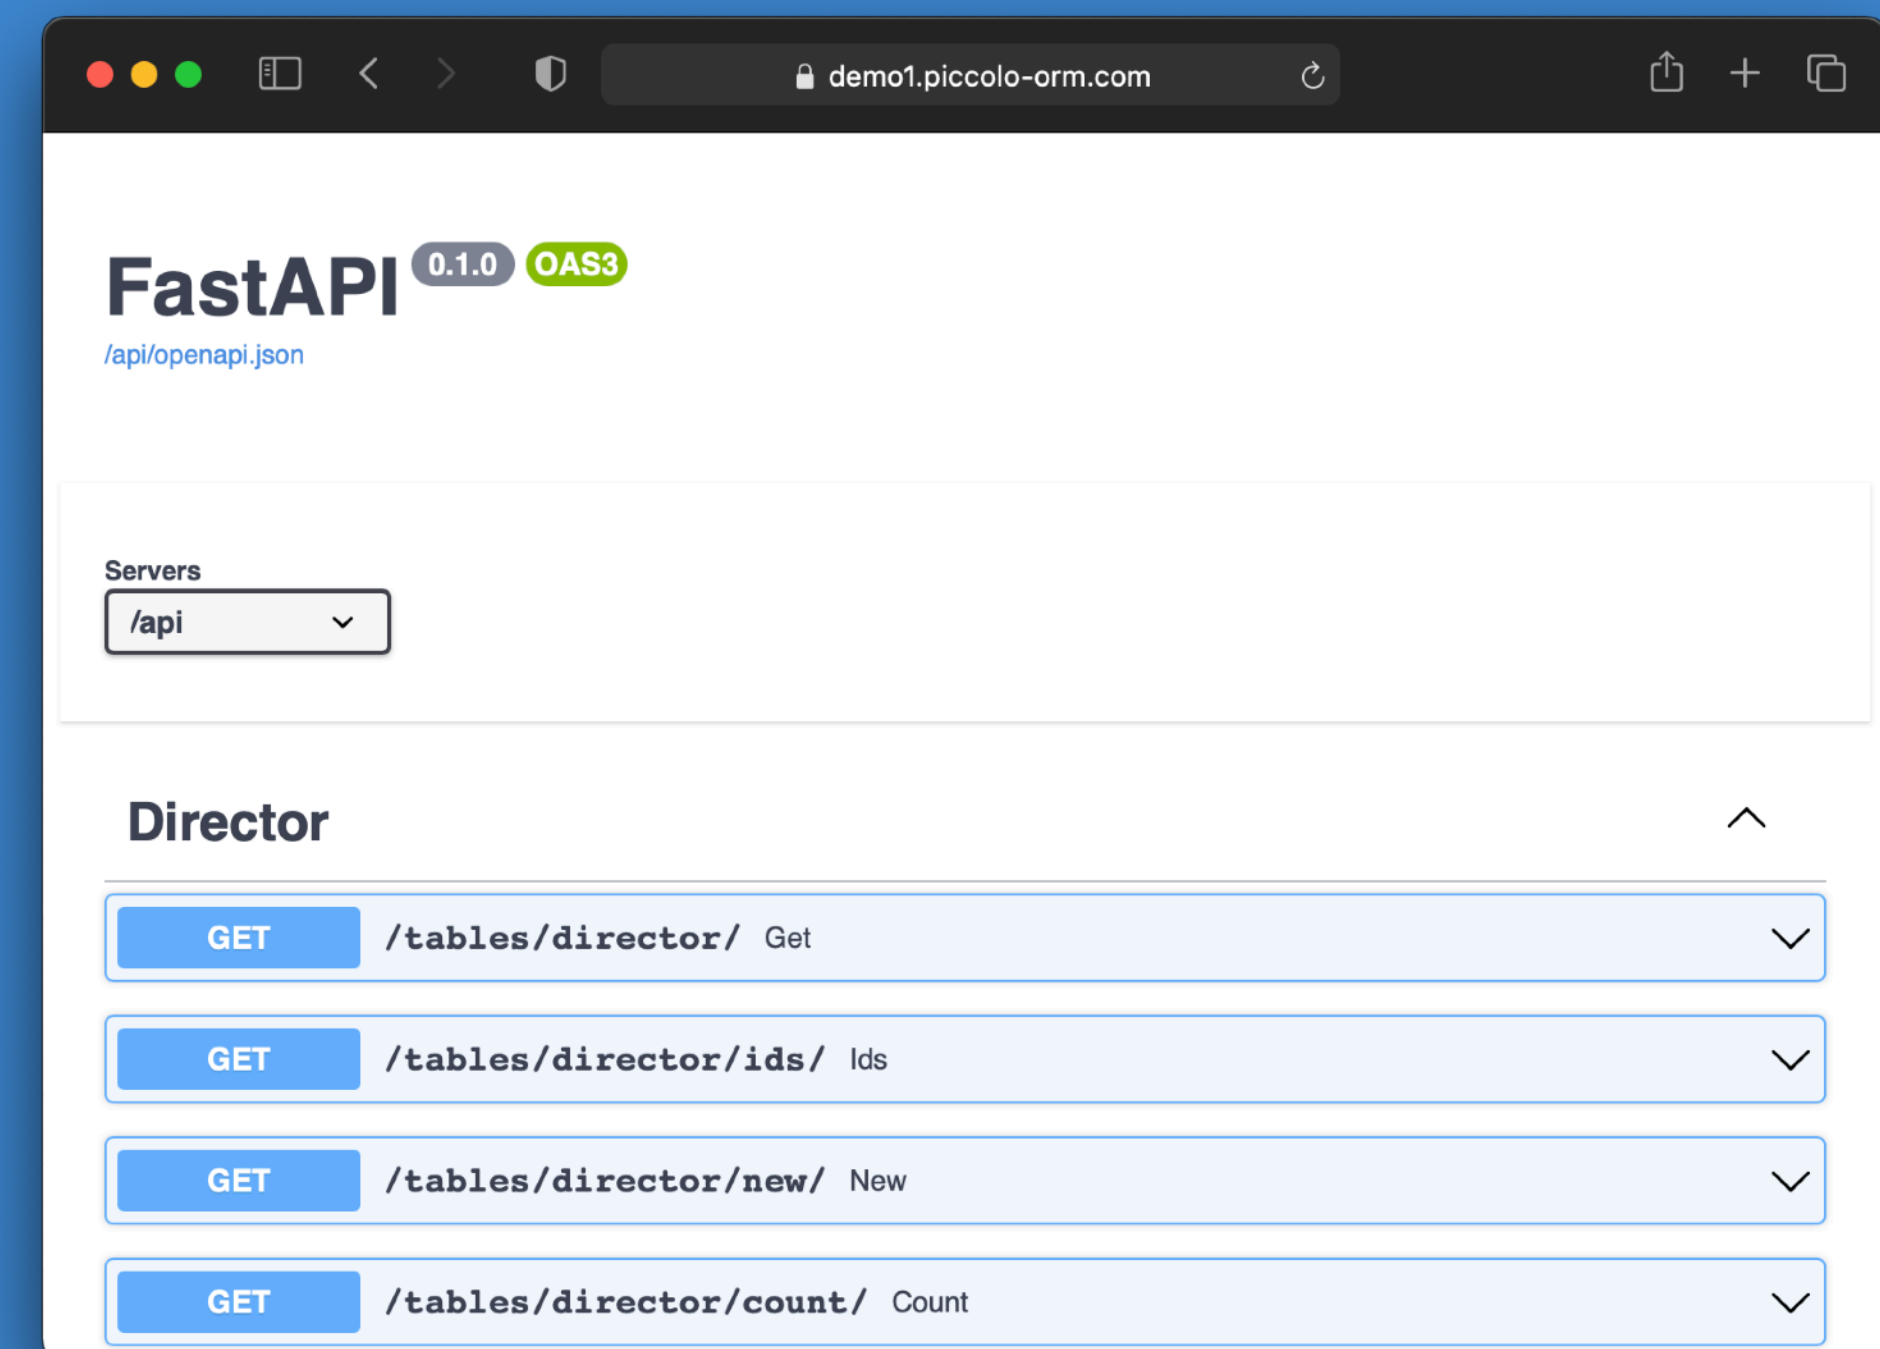 demo1.piccolo-orm.com
FastAPI 0.1.0 OAS3
/api/openapi.json
Servers
/api
Director
GET /tables/director/ Get
GET /tables/director/ids/ Ids
GET /tables/director/new/ New
GET /tables/director/count/ Count